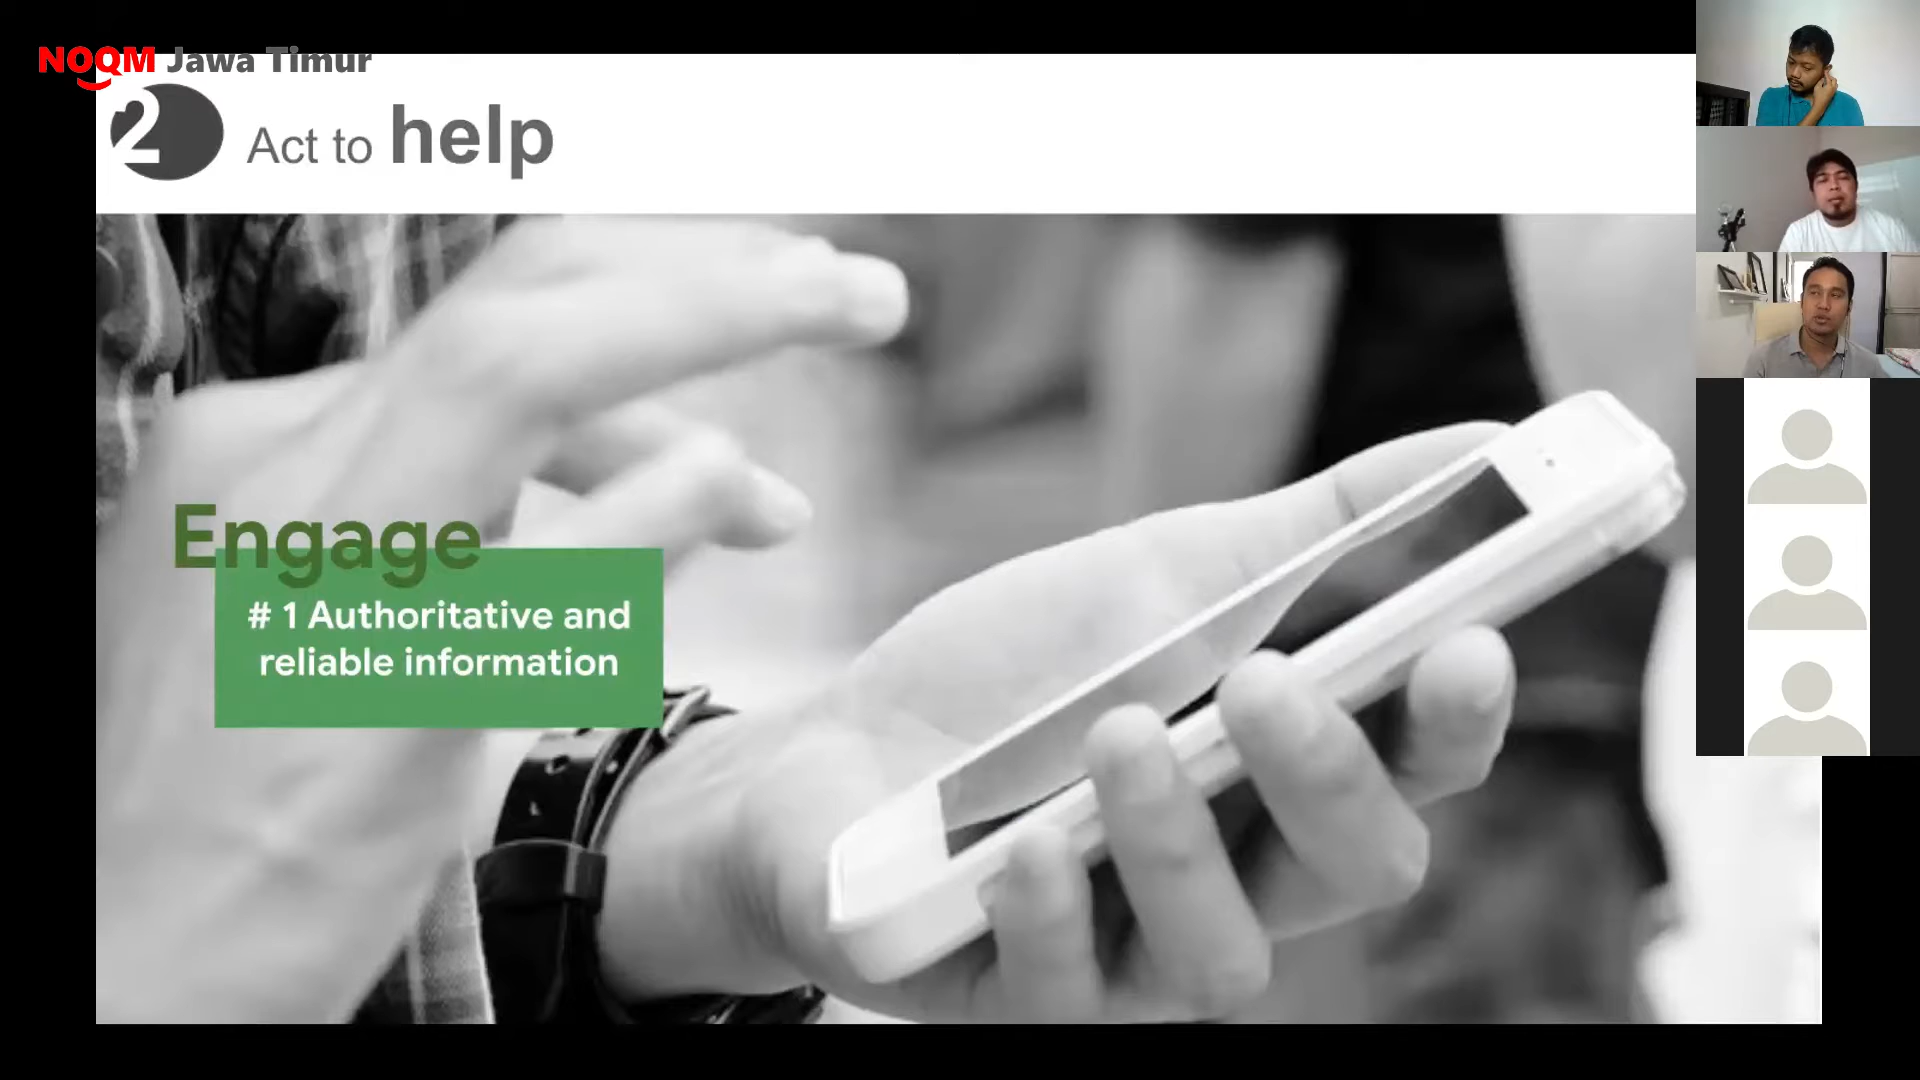 NOQM Jawa Timur
2 Act to help
Engage
# 1 Authoritative and
reliable information